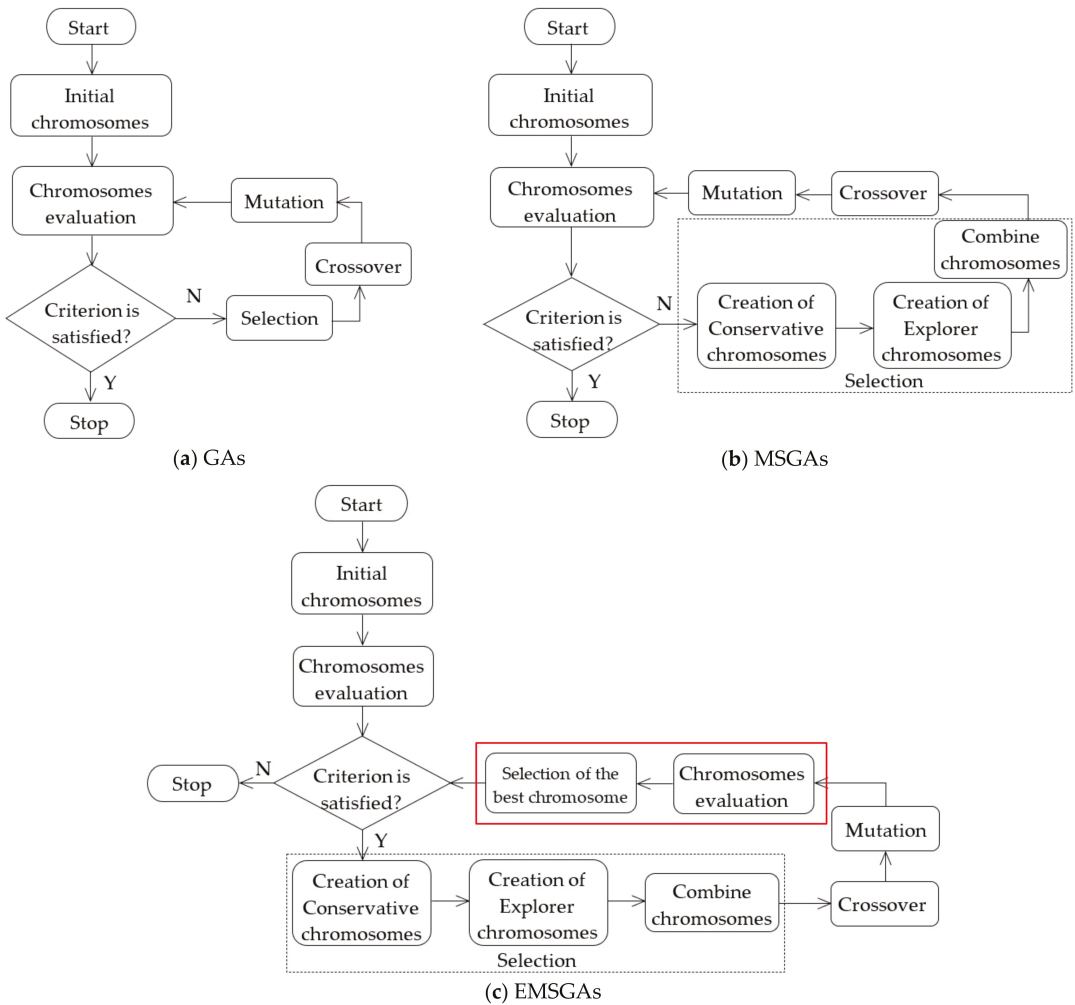 Start
Initial
chromosomes
Chromosomes
evaluation
Mutation
Crossover
Criterion is
satisfied?
N
Selection
Y
Stop
(a) GAs
Start
Initial
chromosomes
Chromosomes
evaluation
Mutation
Crossover
Combine
chromosomes
Criterion is
satisfied?
N
Creation of
Conservative
chromosomes
Creation of
Explorer
chromosomes
Selection
Y
Stop
(b) MSGAs
Start
Initial
chromosomes
Chromosomes
evaluation
Stop
N
Criterion is
satisfied?
Selection of the
best chromosome
Chromosomes
evaluation
Mutation
Y
Creation of
Conservative
chromosomes
Creation of
Explorer
chromosomes
Combine
chromosomes
Crossover
Selection
(c) EMSGAs